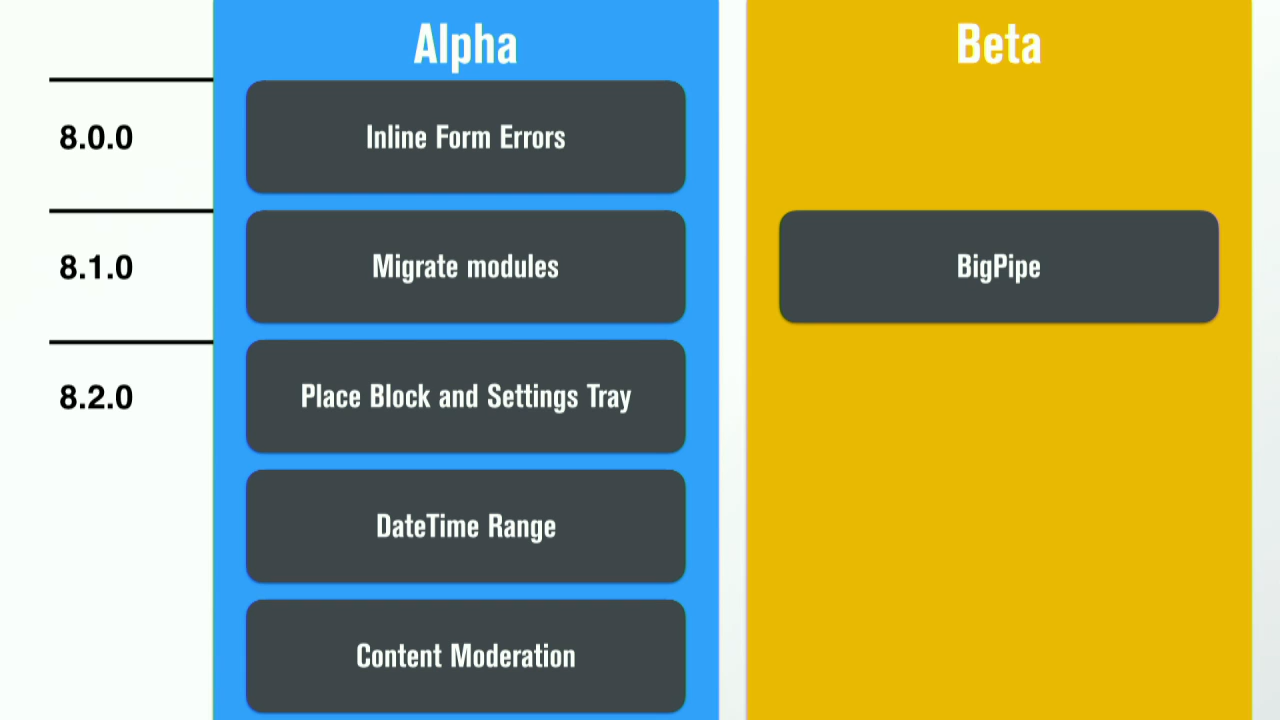 Alpha
Beta
8.0.0
Inline Form Errors
8.1.0
Migrate modules
BigPipe
8.2.0
Place Block and Settings Tray
DateTime Range
Content Moderation